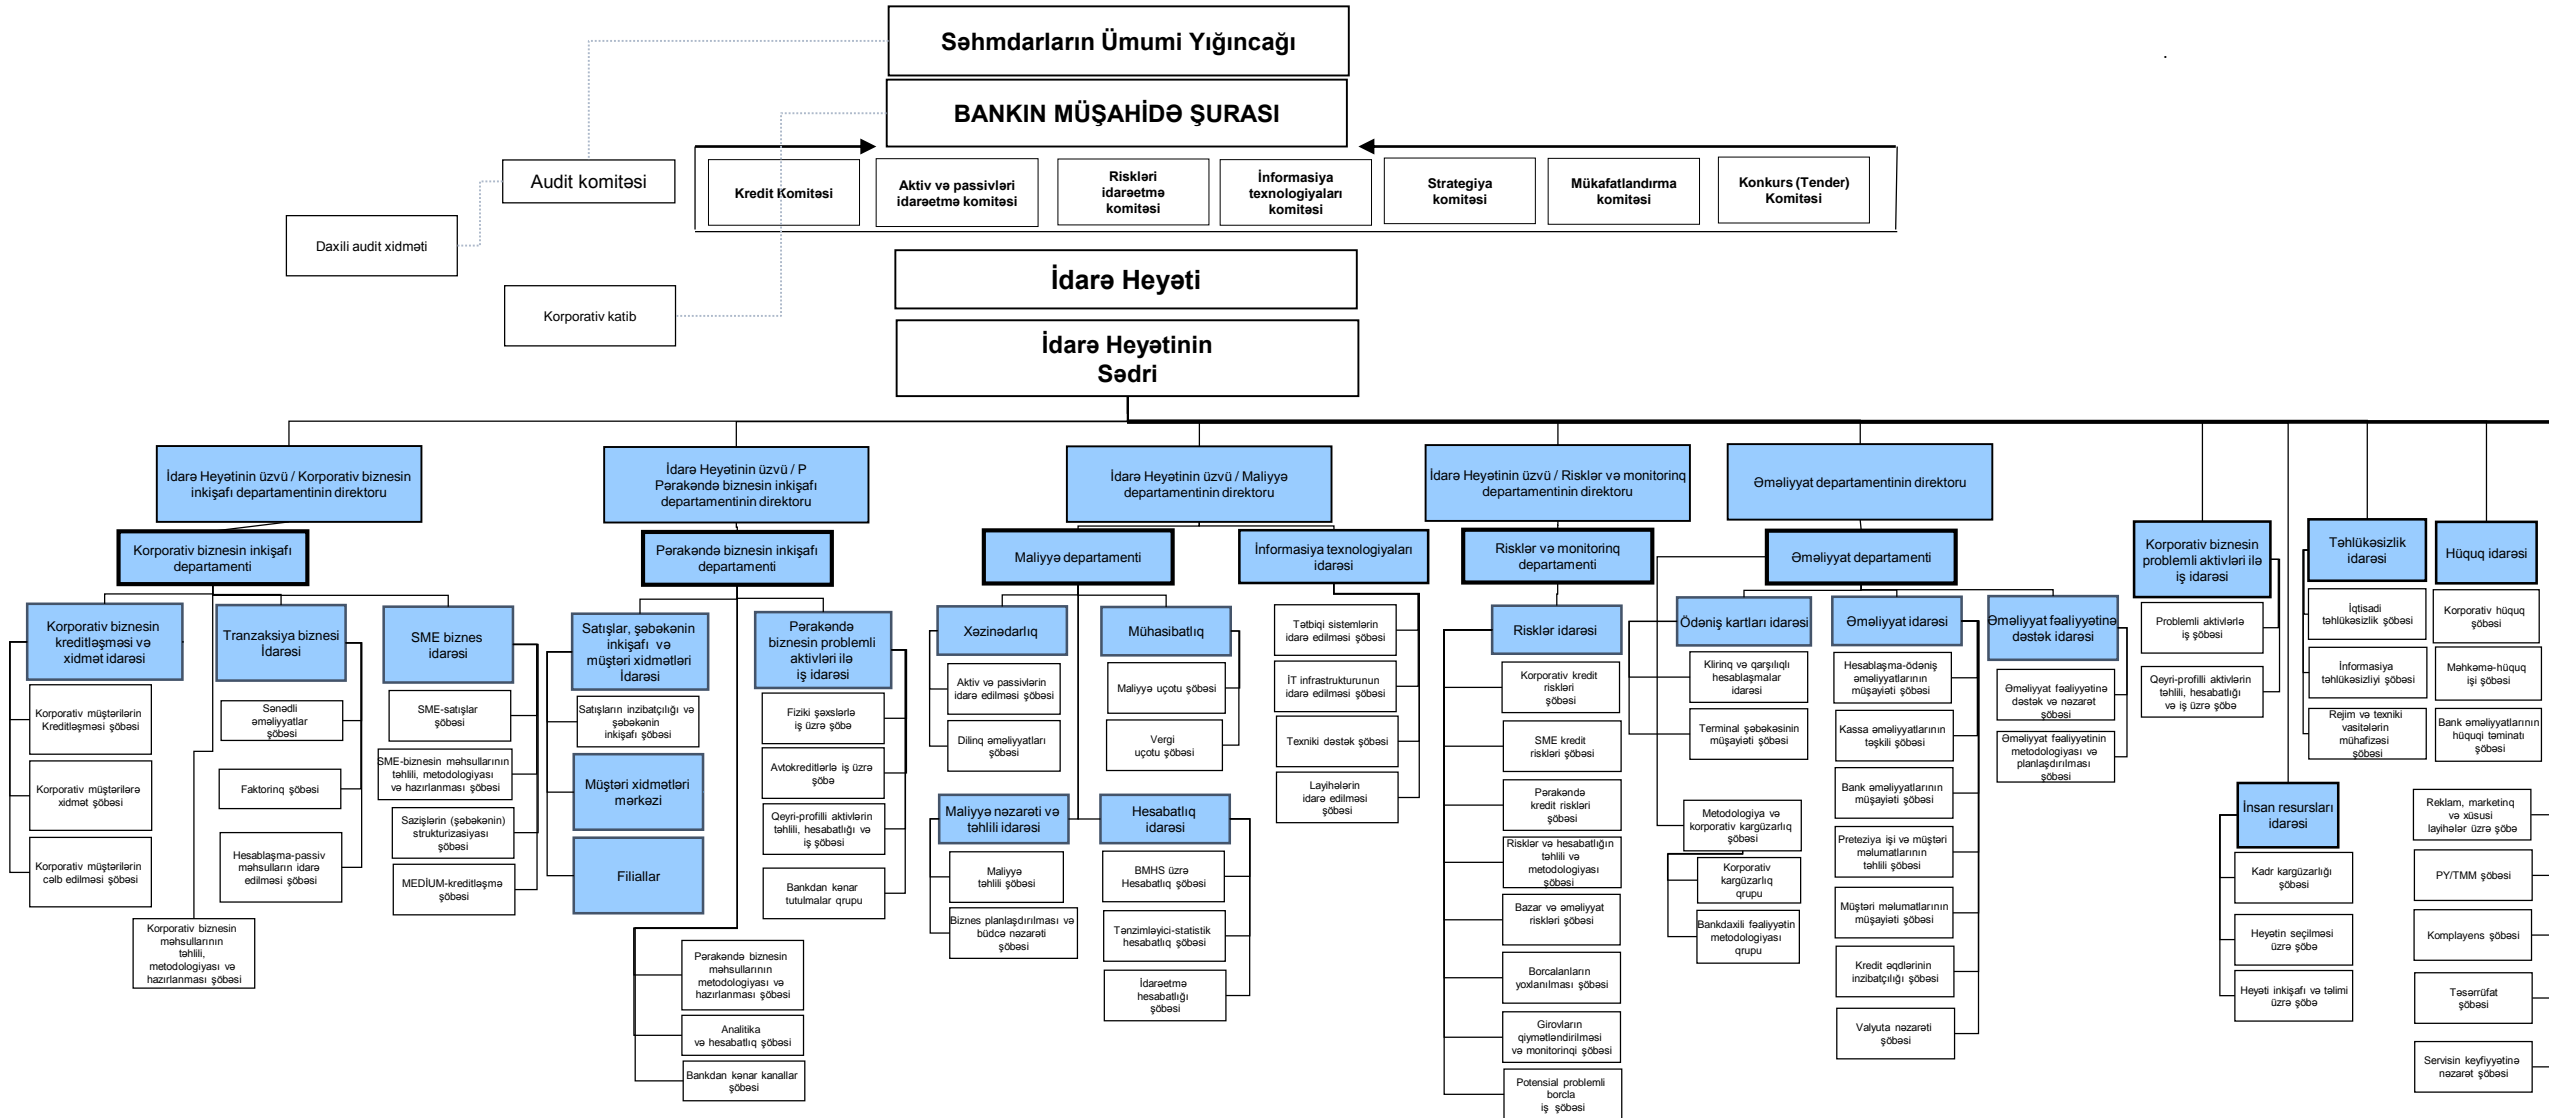 Səhmdarların Ümumi Yığıncağı
BANKIN MÜŞAHİDƏ ŞURASI
Audit komitəsi
Kredit Komitəsi
Aktiv və passivləri
idarəetmə komitəsi
Riskləri
idarəetmə
komitəsi
İnformasiya
texnologiyaları
komitəsi
Strategiya
komitəsi
Mükafatlandırma
komitəsi
Konkurs (Tender)
Komitəsi
Daxili audit xidməti
Korporativ katib
İdarə Heyəti
İdarə Heyətinin
Sədri
İdarə Heyətinin üzvü / Korporativ biznesin
inkişafı departamentinin direktoru
İdarə Heyətinin üzvü / P
Pərakəndə biznesin inkişafı
departamentinin direktoru
İdarə Heyətinin üzvü / Maliyyə
departamentinin direktoru
İdarə Heyətinin üzvü / Risklər və monitorinq
departamentinin direktoru
Əməliyyat departamentinin direktoru
Korporativ biznesin inkişafı
departamenti
Korporativ biznesin
kreditləşməsi və
xidmət idarəsi
Korporativ müştərilərin
Kreditləşməsi şöbəsi
Korporativ müştərilərə
xidmət şöbəsi
Korporativ müştərilərin
cəlb edilməsi şöbəsi
Tranzaksiya biznesi
İdarəsi
Sənədli
əməliyyatlar
şöbəsi
Faktorinq şöbəsi
Hesablaşma-passiv
məhsulların idarə
edilməsi şöbəsi
SME biznes
idarəsi
SME-satışlar
şöbəsi
SME-biznesin məhsullarının
təhlili, metodologiyası
və hazırlanması şöbəsi
Sazişlərin (şəbəkənin)
strukturizasiyası
şöbəsi
MEDİUM-kreditləşmə
şöbəsi
Korporativ biznesin
məhsullarının
təhlili,
metodologiyası və
hazırlanması şöbəsi
Pərakəndə biznesin inkişafı
departamenti
Satışlar, şəbəkənin
inkişafı və
müştəri xidmətləri
İdarəsi
Satışların inzibatçılığı və
şəbəkənin
inkişafı şöbəsi
Müştəri xidmətləri
mərkəzi
Filiallar
Pərakəndə
biznesin problemli
aktivləri ilə
iş idarəsi
Fiziki şəxslərlə
iş üzrə şöbə
Avtokreditlərlə iş üzrə
şöbə
Qeyri-profilli aktivlərin
təhlili, hesabatlığı və
iş şöbəsi
Bankdan kənar
tutulmalar qrupu
Pərakəndə biznesin
məhsullarının
metodologiyası və
hazırlanması şöbəsi
Analitika
və hesabatlıq şöbəsi
Bankdan kənar kanallar
şöbəsi
Maliyyə departamenti
Xəzinədarlıq
Aktiv və passivlərin
idarə edilməsi şöbəsi
Dilinq əməliyyatları
şöbəsi
Mühasibatlıq
Maliyyə uçotu şöbəsi
Vergi
uçotu şöbəsi
Maliyyə nəzarəti və
təhlili idarəsi
Maliyyə
təhlili şöbəsi
Biznes planlaşdırılması və
büdcə nəzarəti
şöbəsi
Hesabatlıq
idarəsi
BMHS üzrə
Hesabatlıq şöbəsi
Tənzimləyici-statistik
hesabatlıq şöbəsi
İdarəetmə
hesabatlığı
şöbəsi
İnformasiya texnologiyaları
idarəsi
Tətbiqi sistemlərin
idarə edilməsi şöbəsi
İT infrastrukturunun
idarə edilməsi şöbəsi
Texniki dəstək şöbəsi
Layihələrin
idarə edilməsi
şöbəsi
Risklər və monitorinq
departamenti
Risklər idarəsi
Korporativ kredit
riskləri
şöbəsi
SME kredit
riskləri şöbəsi
Pərakəndə
kredit riskləri
şöbəsi
Risklər və hesabatlığın
təhlili və
metodologiyası
şöbəsi
Bazar və əməliyyat
riskləri şöbəsi
Borcalanların
yoxlanılması şöbəsi
Girovların
qiymətləndirilməsi
və monitorinqi şöbəsi
Potensial problemli
borcla
iş şöbəsi
Əməliyyat departamenti
Ödəniş kartları idarəsi
Klirinq və qarşılıqlı
hesablaşmalar
idarəsi
Terminal şəbəkəsinin
müşayiəti şöbəsi
Metodologiya və
korporativ kargüzarlıq
şöbəsi
Korporativ
kargüzarlıq
qrupu
Bankdaxili fəaliyyətin
metodologiyası
qrupu
Əməliyyat idarəsi
Hesablaşma-ödəniş
əməliyyatlarının
müşayiəti şöbəsi
Kassa əməliyyatlarının
təşkili şöbəsi
Bank əməliyyatlarının
müşayiəti şöbəsi
Preteziya işi və müştəri
məlumatlarının
təhlili şöbəsi
Müştəri məlumatlarının
müşayiəti şöbəsi
Kredit əqdlərinin
inzibatçılığı şöbəsi
Valyuta nəzarəti
şöbəsi
Əməliyyat fəaliyyətinə
dəstək idarəsi
Əməliyyat fəaliyyətinə
dəstək və nəzarət
şöbəsi
Əməliyyat fəaliyyətinin
metodologiyası və
planlaşdırılması
şöbəsi
Korporativ biznesin
problemli aktivləri ilə
iş idarəsi
Problemli aktivlərlə
iş şöbəsi
Qeyri-profilli aktivlərin
təhlili, hesabatlığı
və iş üzrə şöbə
Təhlükəsizlik
idarəsi
İqtisadi
təhlükəsizlik şöbəsi
İnformasiya
təhlükəsizliyi şöbəsi
Rejim və texniki
vasitələrin
mühafizəsi
şöbəsi
Hüquq idarəsi
Korporativ hüquq
şöbəsi
Məhkəmə-hüquq
işi şöbəsi
Bank əməliyyatlarının
hüquqi təminatı
şöbəsi
İnsan resursları
idarəsi
Kadr kargüzarlığı
şöbəsi
Heyətin seçilməsi
üzrə şöbə
Heyəti inkişafı və təlimi
üzrə şöbə
Reklam, marketinq
və xüsusi
layihələr üzrə şöbə
PY/TMM şöbəsi
Komplayens şöbəsi
Təsərrüfat
şöbəsi
Servisin keyfiyyətinə
nəzarət şöbəsi